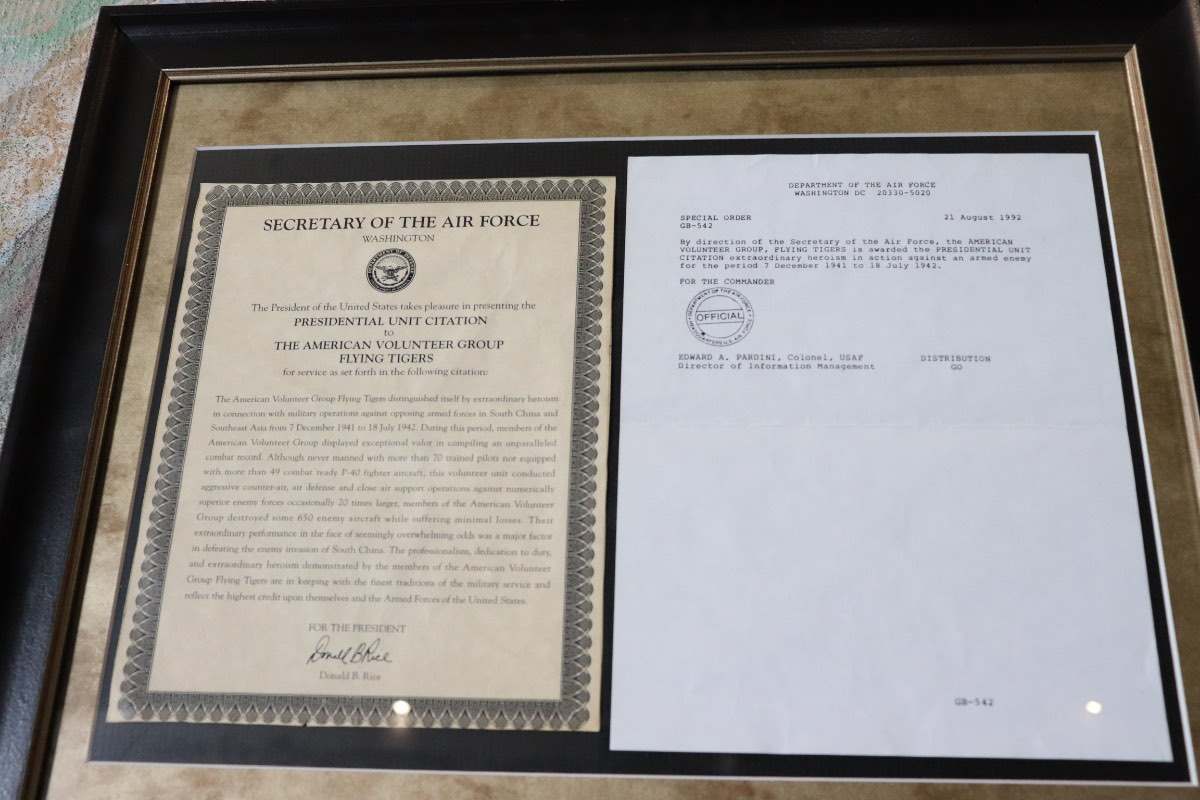 SECRETARY OF THE AIR FORCE
WASHINGTON
The President of the United States takes pleasure in presenting the
PRESIDENTIAL UNIT CITATION
to
THE AMERICAN VOLUNTEER GROUP
FLYING TIGERS
for service as set forth in the following citation:
The American Volunteer Group Flying Tigers distinguished itself by extraordinary heroism
in connection with military operations against opposing armed forces in South China and
Southeast Asia from 7 December 1941 to 18 July 1942. During this period, members of the
American Volunteer Group displayed exceptional valor in compiling an unparalleled
combat record. Although never manned with more than 70 trained pilots nor equipped
with more than 49 combat ready P-40 fighter aircraft, this volunteer unit conducted
aggressive counter-air, air defense and close air support operations against numerically
superior enemy forces occasionally 20 times larger, members of the American Volunteer
Group destroyed some 650 enemy aircraft while suffering minimal losses. Their
extraordinary performance in the face of seemingly overwhelming odds was a major factor
in defeating the enemy invasion of South China. The professionalism, dedication to duty,
and extraordinary heroism demonstrated by the members of the American Volunteer
Group Flying Tigers are in keeping with the finest traditions of the military service and
reflect the highest credit upon themselves and the Armed Forces of the United States.
FOR THE PRESIDENT
Donald B Rice
Donald B. Rice
DEPARTMENT OF THE AIR FORCE
WASHINGTON DC 20330-5020
SPECIAL ORDER 21 August 1992
GB-542
By direction of the Secretary of the Air Force, the AMERICAN
VOLUNTEER GROUP, FLYING TIGERS is awarded the PRESIDENTIAL UNIT
CITATION extraordinary heroism in action against an armed enemy
for the period 7 December 1941 to 18 July 1942.
FOR THE COMMANDER
DEPARTMENT OF THE AIR FORCE
OFFICIAL
EDWARD A. PARDINI, Colonel, USAF DISTRIBUTION
Director of Information Management GO
GB-542